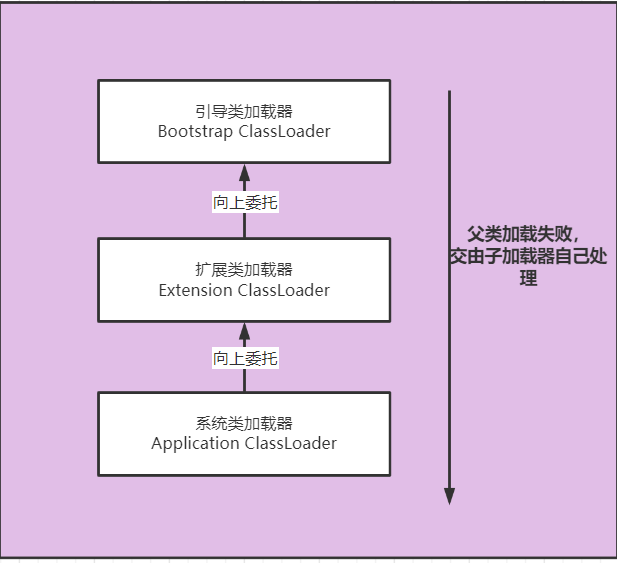 引导类加载器
Bootstrap ClassLoader
向上委托
扩展类加载器
Extension ClassLoader
向上委托
系统类加载器
Application ClassLoader
父类加载失败，
交由子加载器自己处
理